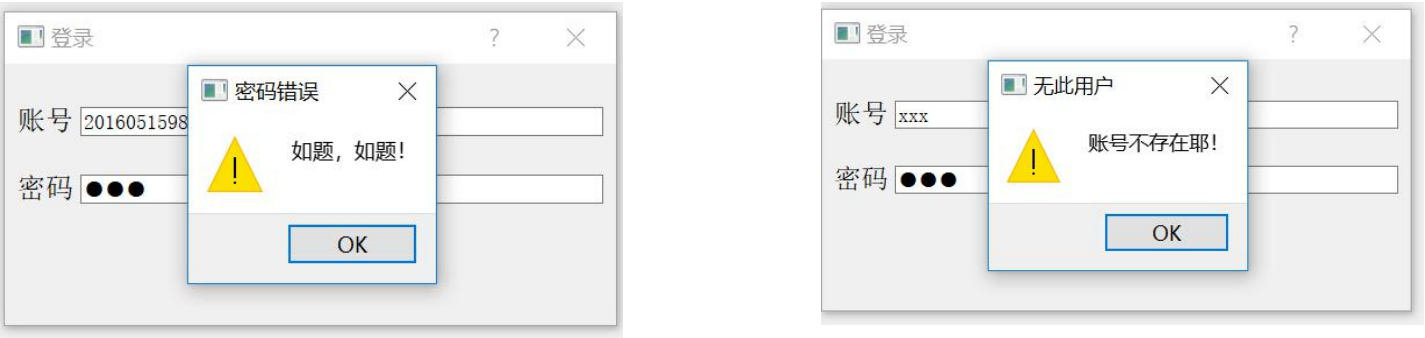 登录 ?
密码错误
账号 2016051598
如题，如题!
!
密码 ●●●
OK
登录 ?
无此用户
账号 xxx
账号不存在耶!
!
密码 ●●●
OK